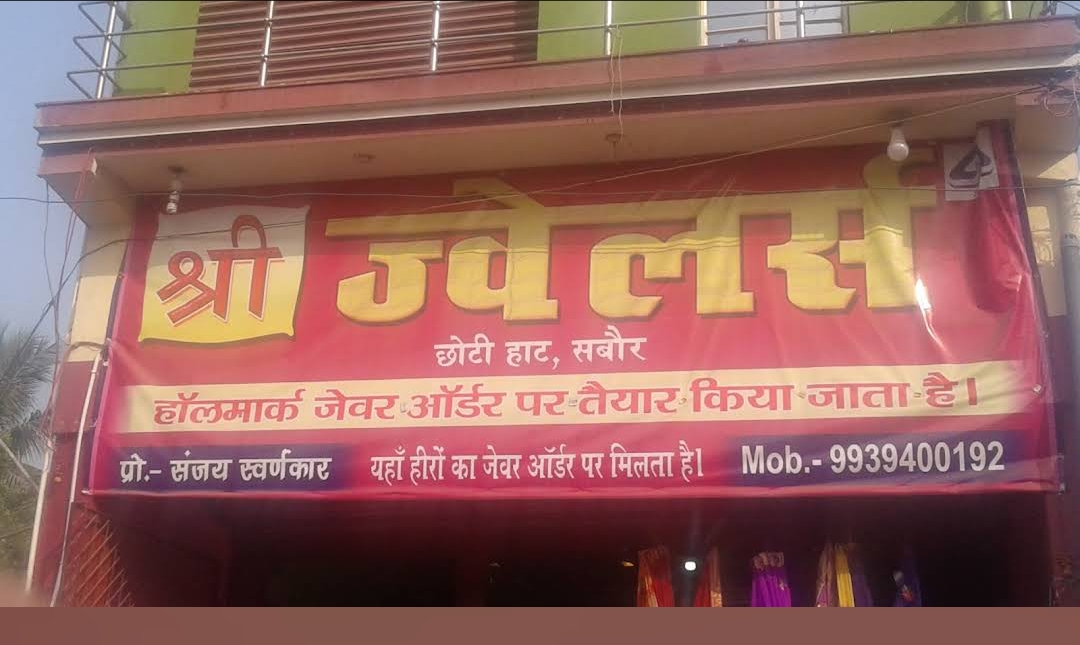 श्री ज्वेलर्स
छोटी हाट, सबौर
हॉलमार्क जेवर ऑर्डर पर तैयार किया जाता है।
प्रो.- संजय स्वर्णकार यहाँ हीरों का जेवर ऑर्डर पर मिलता है। Mob.- 9939400192